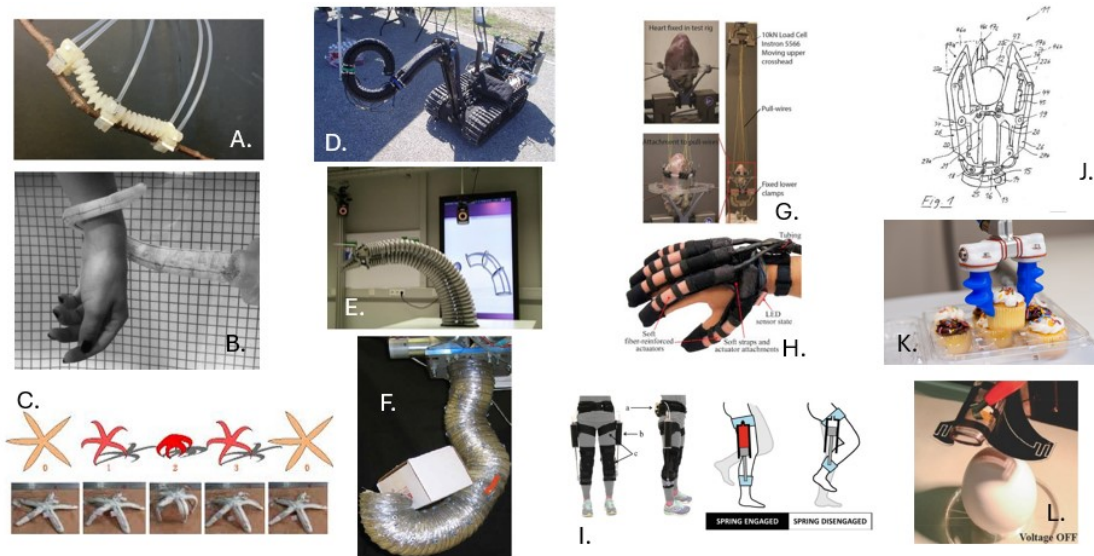 A.
B.
C.
0
1
2
3
0
D.
E.
F.
Heart fixed in test rig
10kN Load Cell
Instron 5566
Moving upper
crosshead
Pull-wires
Attachment to pull wires
Fixed lower
clamps
G.
Tubing
LED
sensor state
Soft
fiber-reinforced
actuators
Soft straps and
actuator attachments
H.
a
b
c
I.
SPRING ENGAGED
SPRING DISENGAGED
11
Fig. 1
J.
K.
L.
Voltage OFF